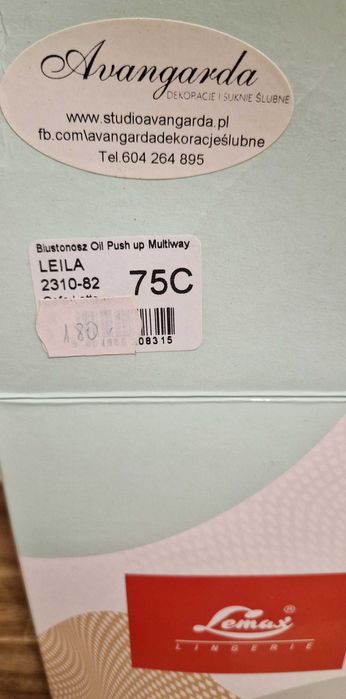 Avangarda
DEKORACJE I SUKNIE ŚLUBNE
www.studioavangarda.pl
fb.com\avangardadekoracjeślubne
Tel.604 264 895
Biustonosz Oil Push up Multiway
LEILA
2310-82
75C
08315
Lemax®
LINGERIE